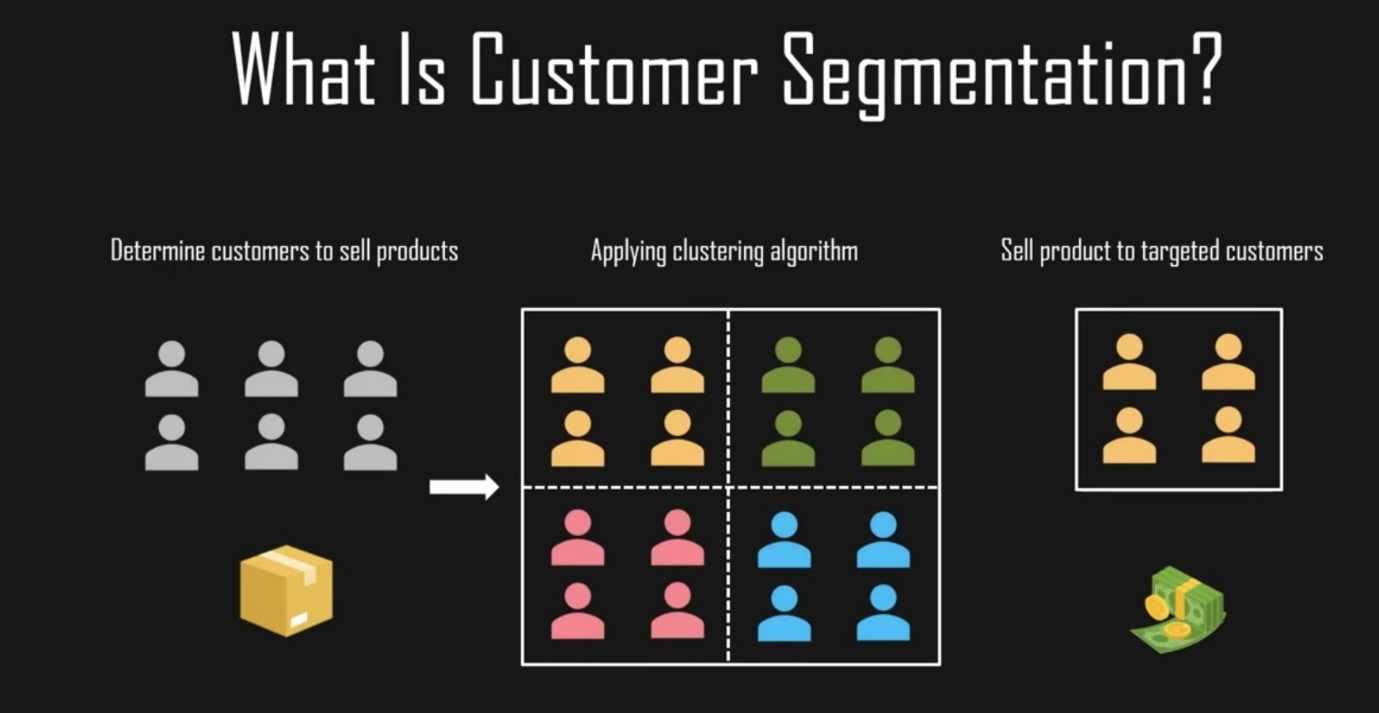 What Is Customer Segmentation?
Determine customers to sell products
Applying clustering algorithm
Sell product to targeted customers